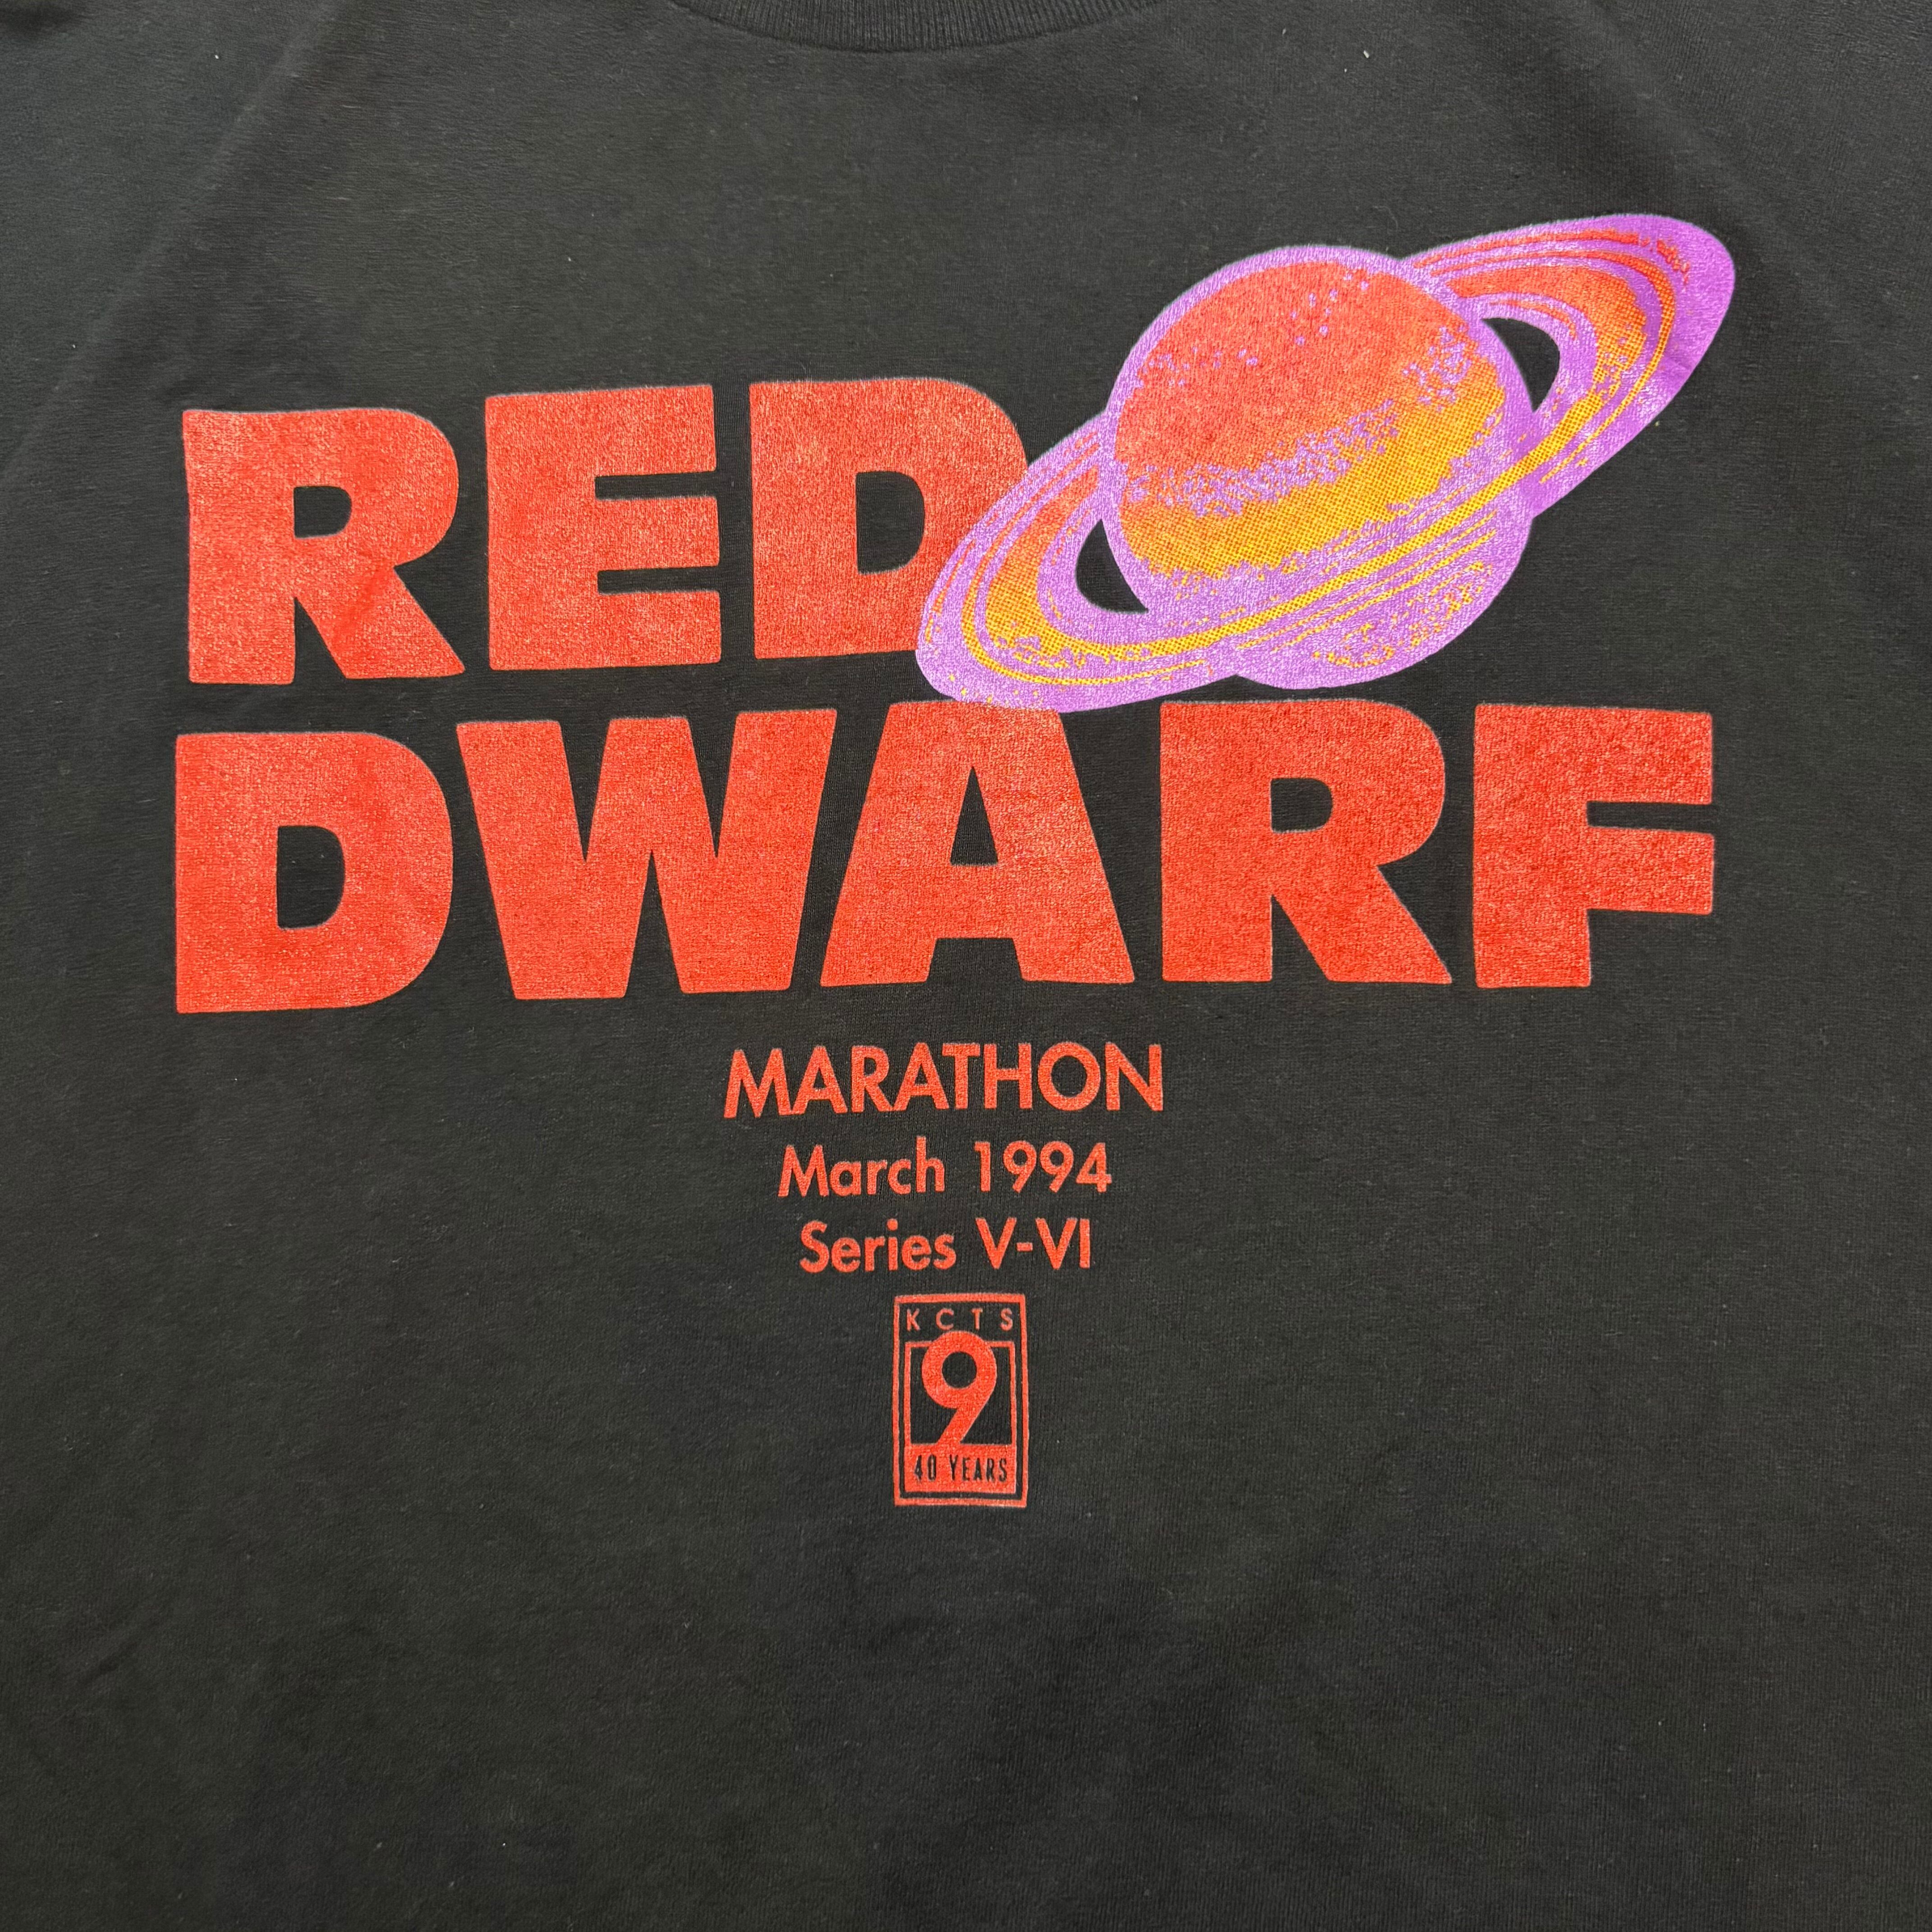 RED
DWARF
MARATHON
March 1994
Series V-VI
KCTS
9
40 YEARS